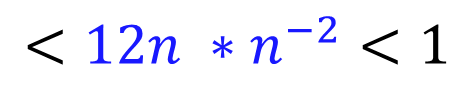 < 12n * n⁻² < 1